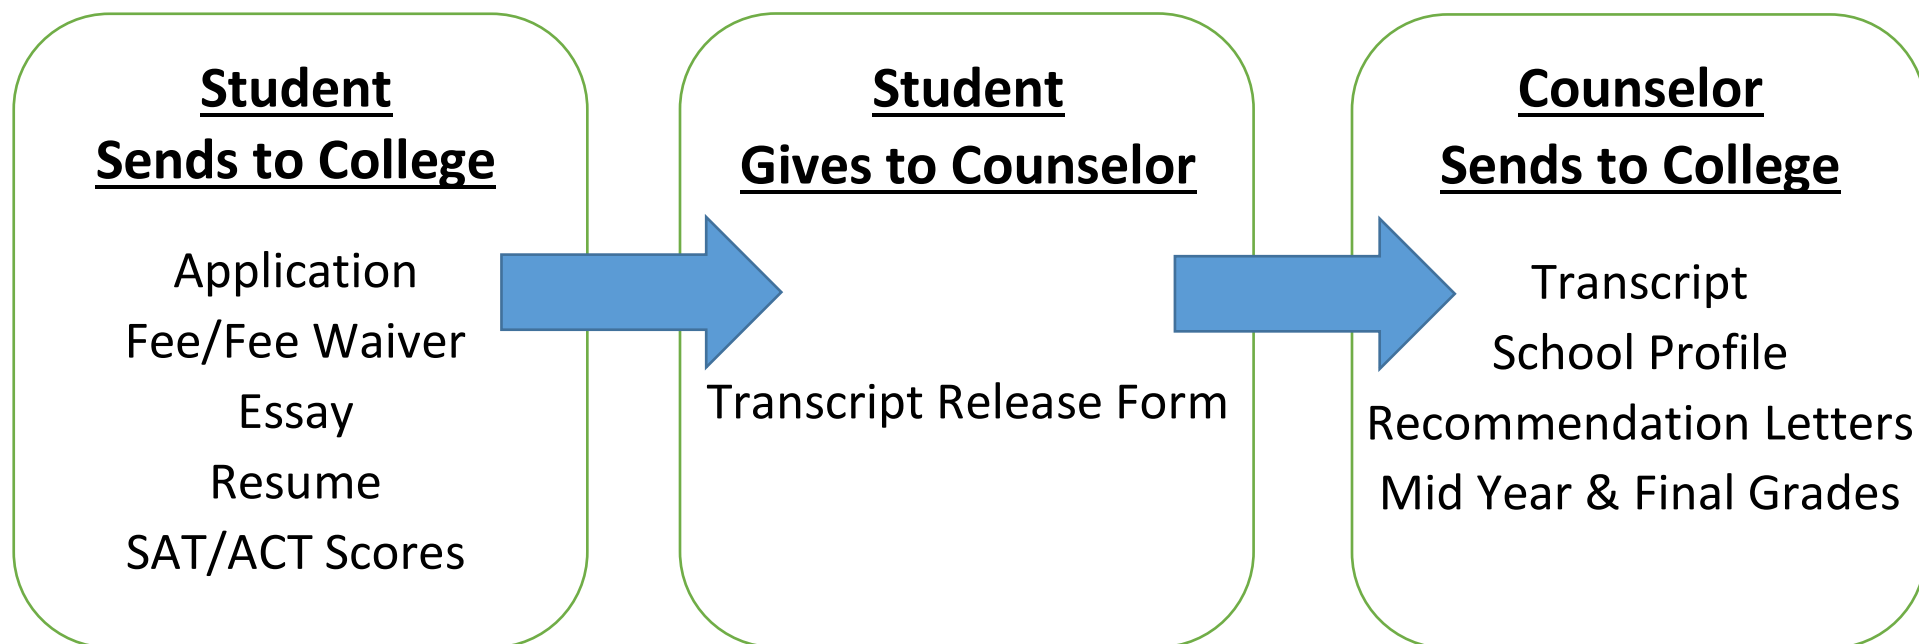 Student
Sends to College
Application
Fee/Fee Waiver
Essay
Resume
SAT/ACT Scores
Student
Gives to Counselor
Transcript Release Form
Counselor
Sends to College
Transcript
School Profile
Recommendation Letters
Mid Year & Final Grades